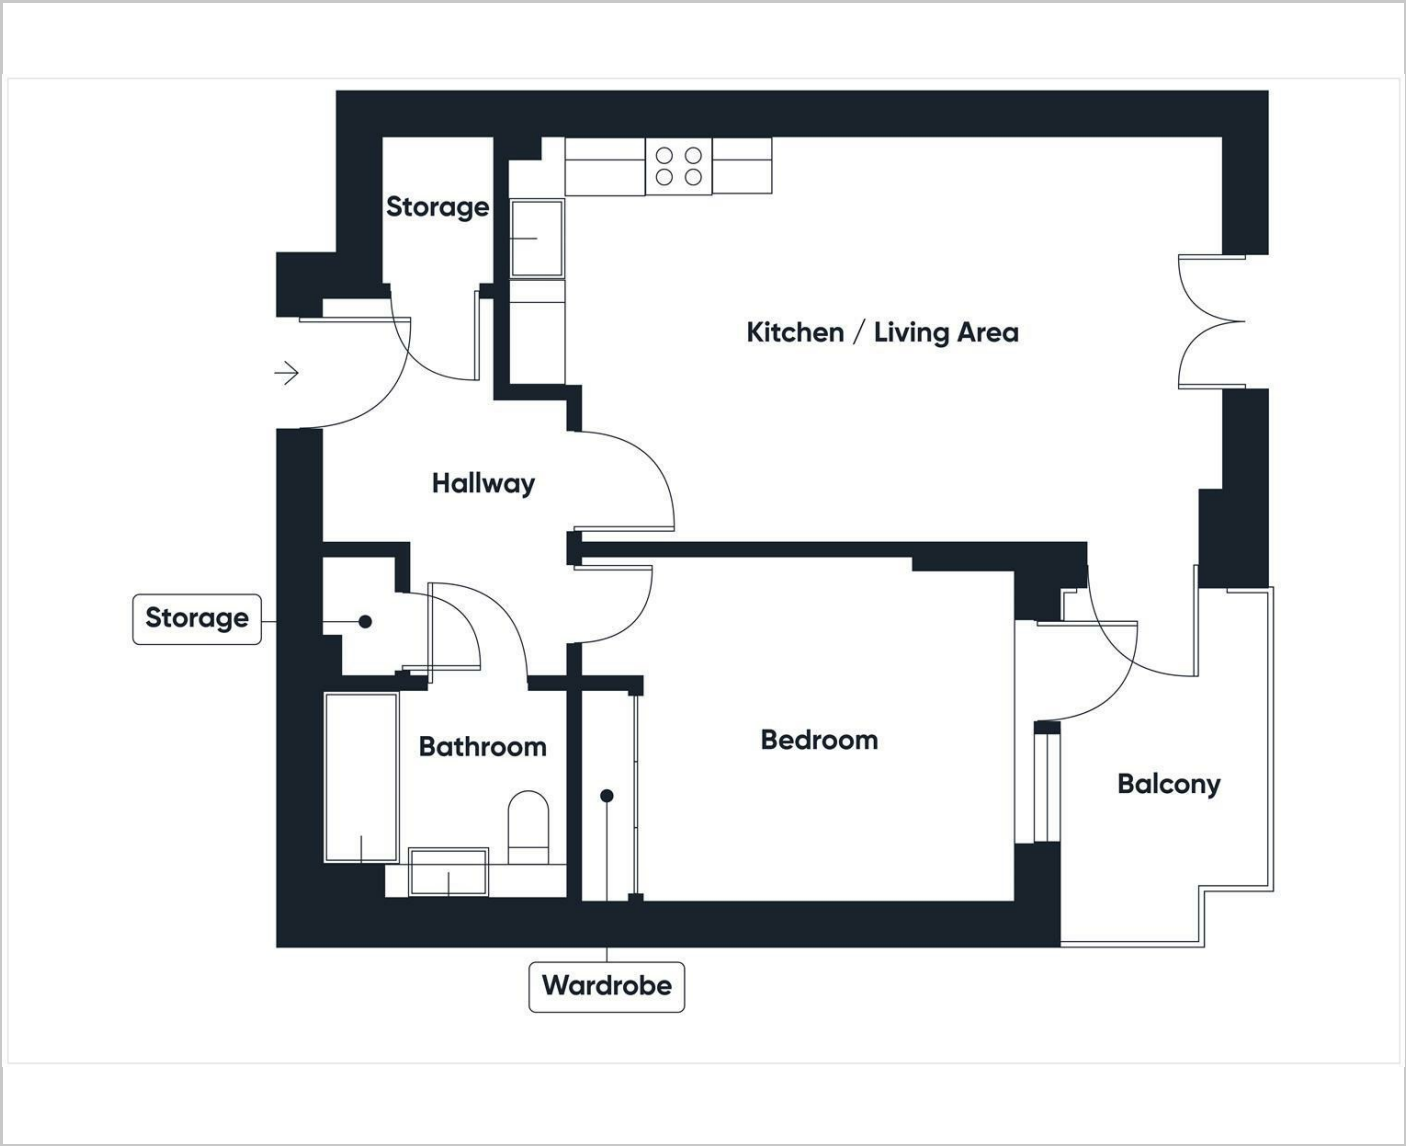 Storage
Kitchen / Living Area
Hallway
Storage
Bathroom
Bedroom
Balcony
Wardrobe